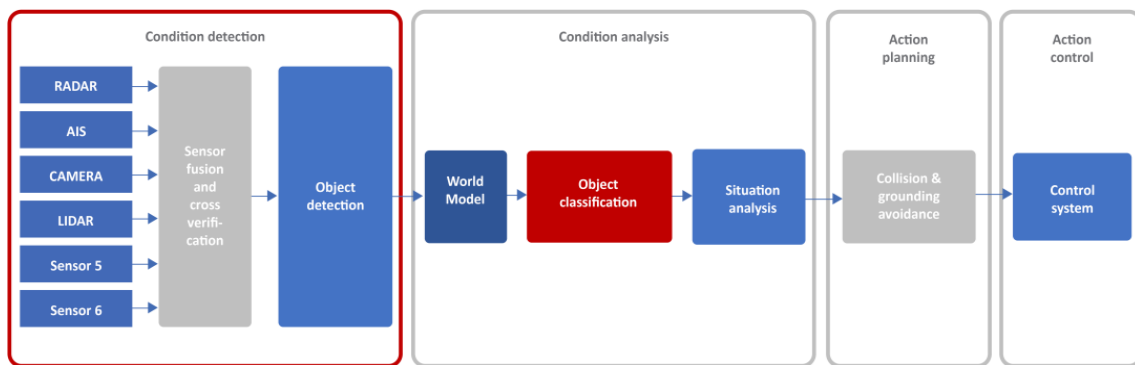 Condition detection
RADAR
AIS
CAMERA
LIDAR
Sensor 5
Sensor 6
Sensor
fusion
and
cross
verifi-
cation
Object
detection
Condition analysis
World
Model
Object
classification
Situation
analysis
Action
planning
Collision &
grounding
avoidance
Action
control
Control
system